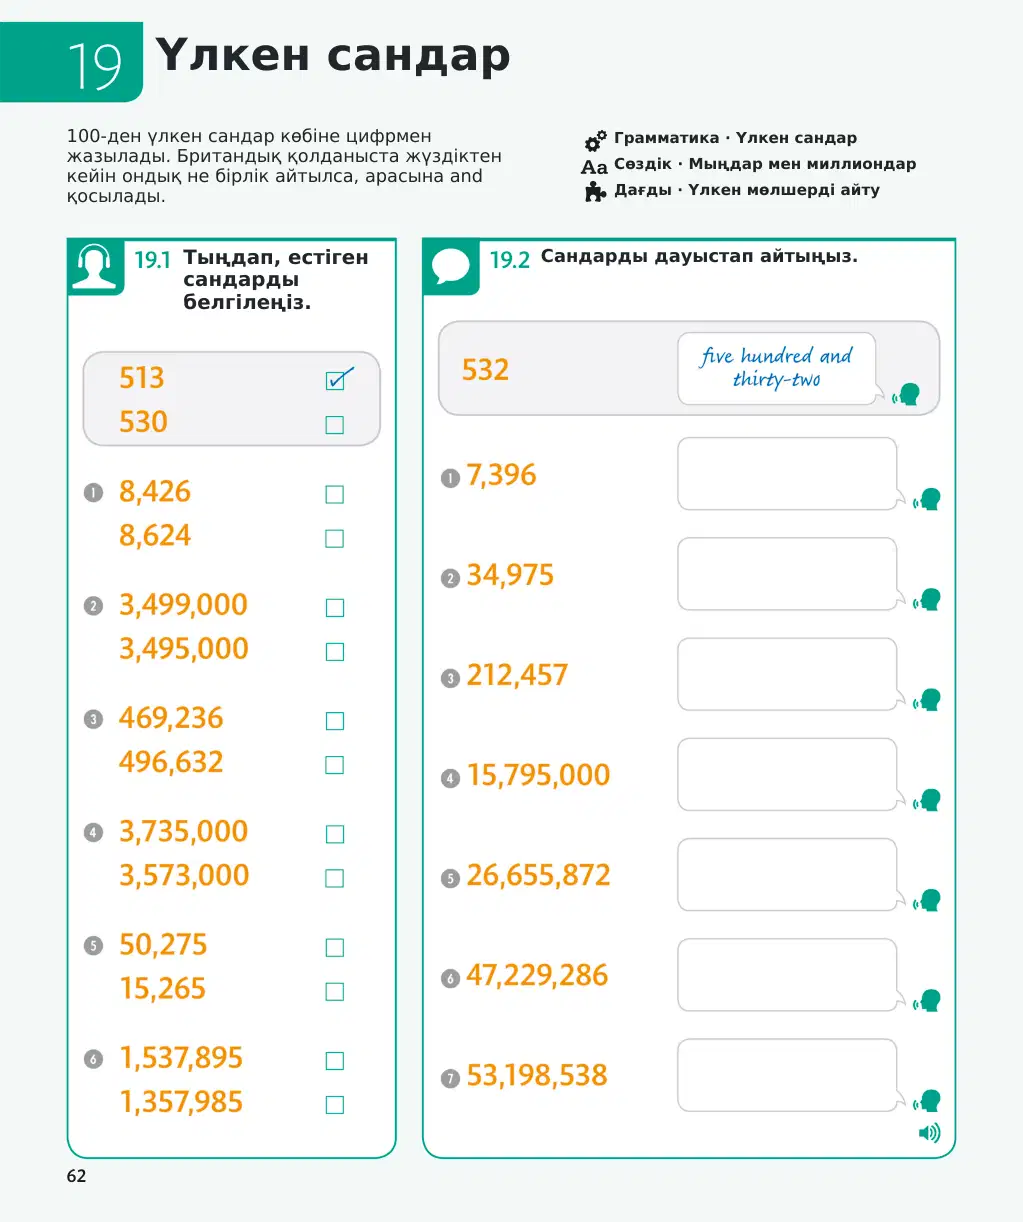 19
Үлкен сандар
100-ден үлкен сандар көбіне цифрмен
жазылады. Британдық қолданыста жүздіктен
кейін ондық не бірлік айтылса, арасына and
қосылады.
Грамматика · Үлкен сандар
Aa Сөздік · Мыңдар мен миллиондар
Дағды · Үлкен мөлшерді айту
19.1 Тыңдап, естіген
сандарды
белгілеңіз.
513
530
1 8,426
8,624
2 3,499,000
3,495,000
3 469,236
496,632
4 3,735,000
3,573,000
5 50,275
15,265
6 1,537,895
1,357,985
19.2 Сандарды дауыстап айтыңыз.
532
five hundred and
thirty-two
1 7,396
2 34,975
3 212,457
4 15,795,000
5 26,655,872
6 47,229,286
7 53,198,538
62